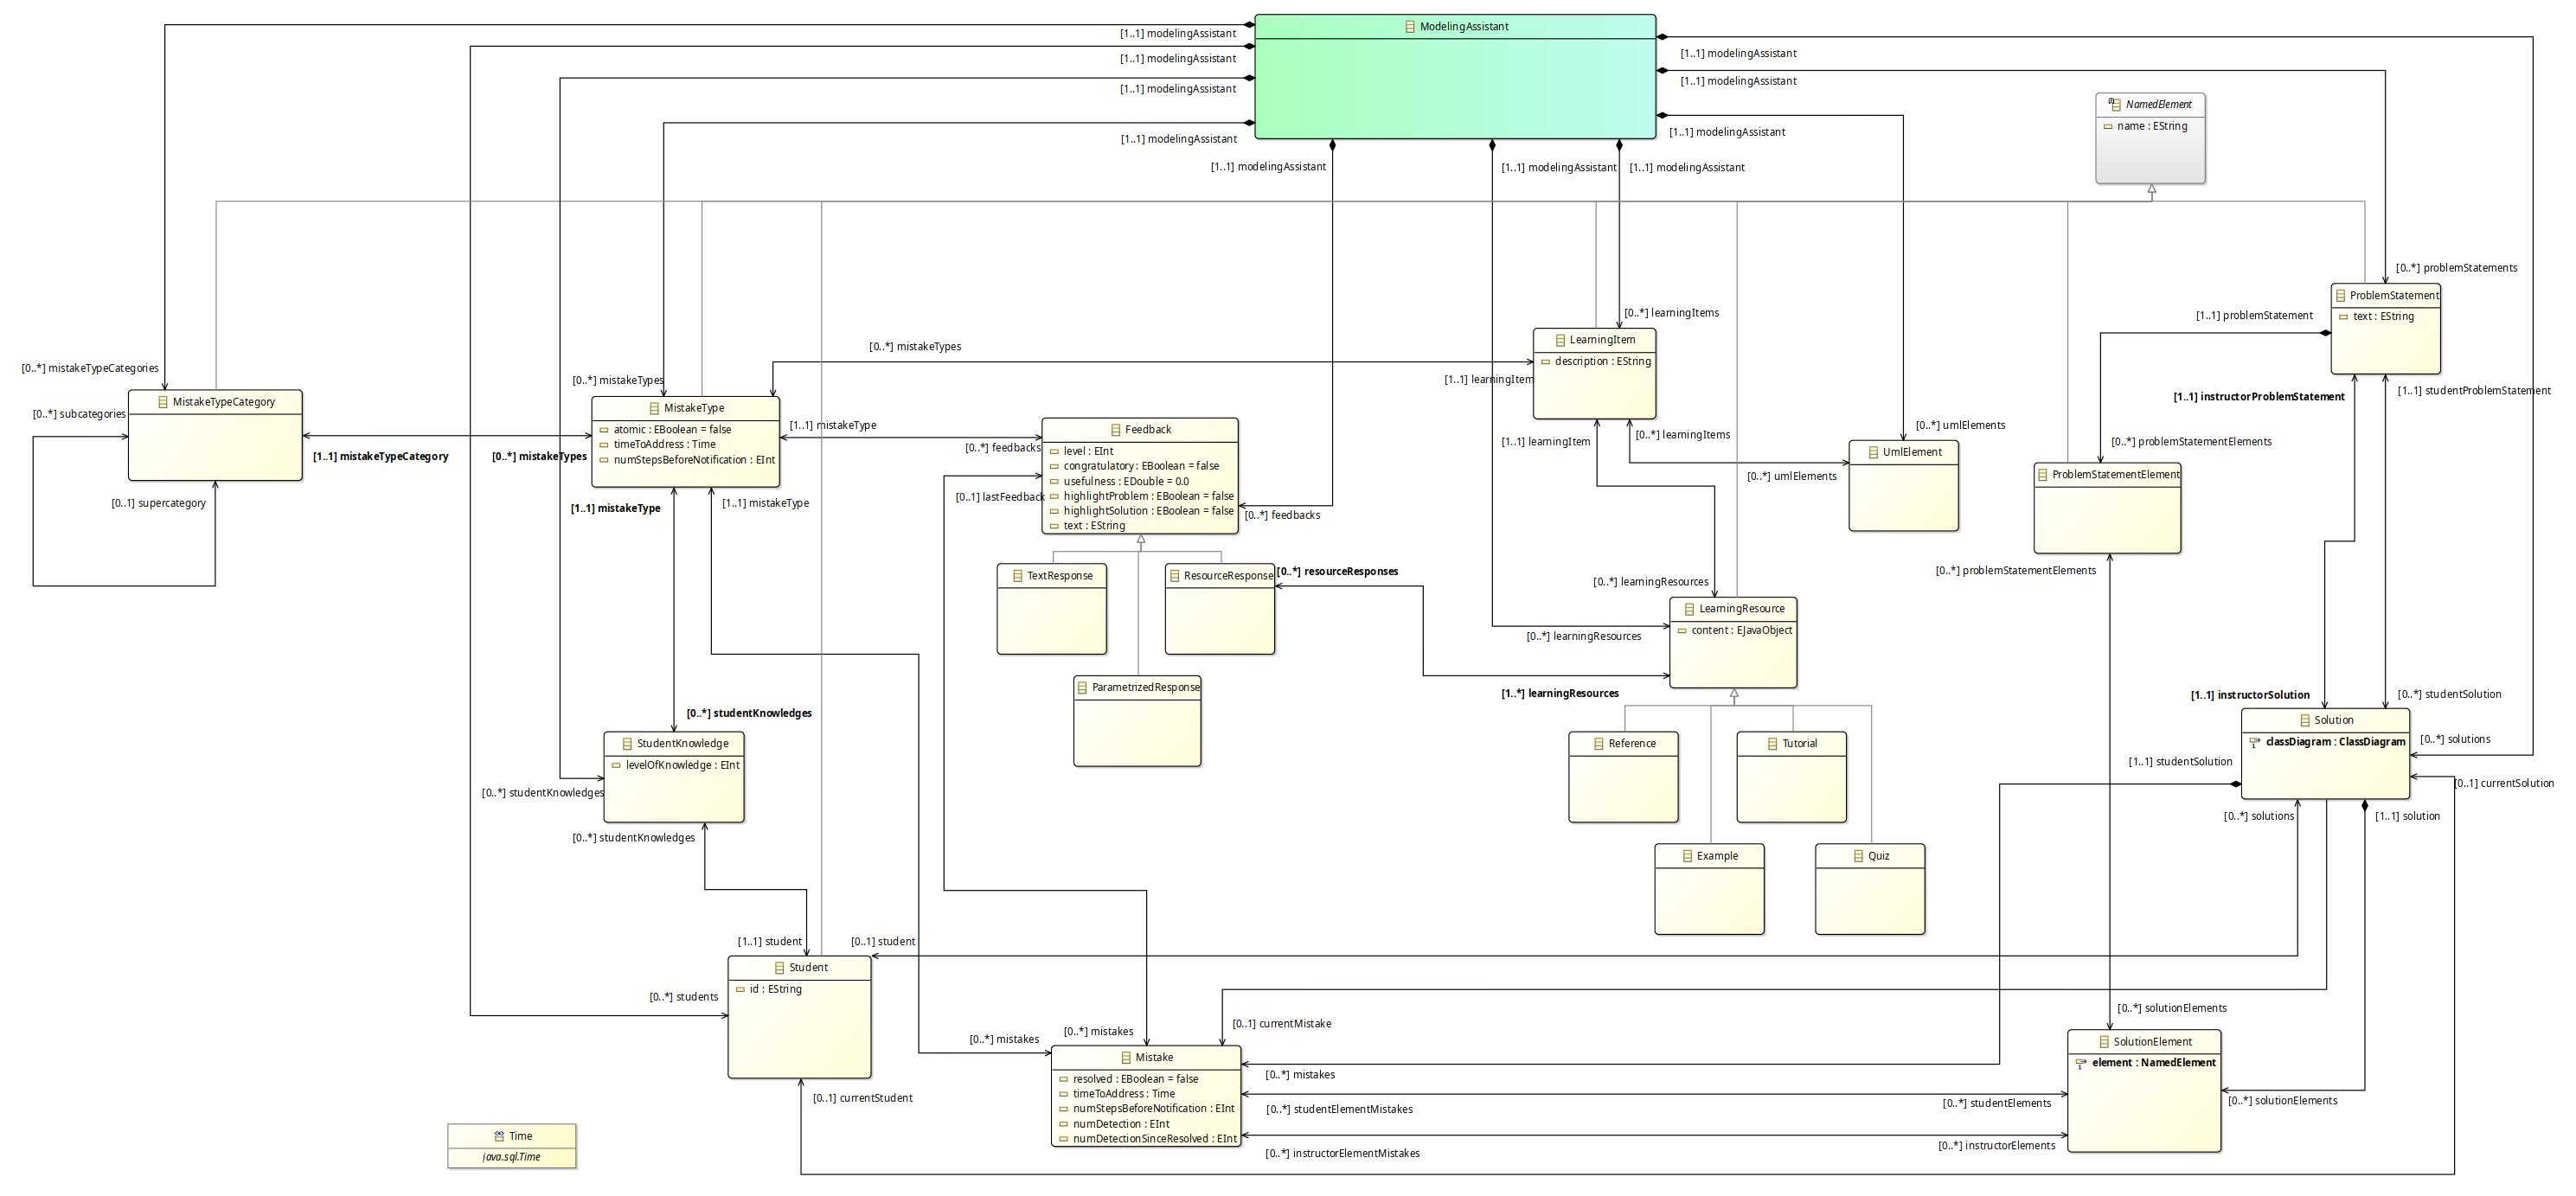 ModelingAssistant
[1..1] modelingAssistant
[1..1] modelingAssistant
[1..1] modelingAssistant
[1..1] modelingAssistant
[1..1] modelingAssistant
[1..1] modelingAssistant
[1..1] modelingAssistant
[1..1] modelingAssistant
[1..1] modelingAssistant
[1..1] modelingAssistant
NamedElement
name : EString
[0..*] problemStatements
ProblemStatement
text : EString
[1..1] problemStatement
[0..*] learningItems
LearningItem
description : EString
[0..*] mistakeTypes
[1..1] learningItem
[0..*] mistakeTypeCategories
[0..*] mistakeTypes
[1..1] instructorProblemStatement
[1..1] studentProblemStatement
MistakeTypeCategory
[0..*] subcategories
MistakeType
atomic : EBoolean = false
timeToAddress : Time
numStepsBeforeNotification : EInt
[1..1] mistakeType
[0..*] feedbacks
Feedback
level : EInt
congratulatory : EBoolean = false
usefulness : EDouble = 0.0
highlightProblem : EBoolean = false
highlightSolution : EBoolean = false
text : EString
[1..1] learningItem
[0..*] learningItems
[0..*] umlElements
UmlElement
[0..*] umlElements
[0..*] problemStatementElements
ProblemStatementElement
[1..1] mistakeTypeCategory
[0..*] mistakeTypes
[0..1] supercategory
[1..1] mistakeType
[1..1] mistakeType
[0..1] lastFeedback
[0..*] feedbacks
TextResponse
ResourceResponse
[0..*] resourceResponses
[0..*] learningResources
[0..*] problemStatementElements
LearningResource
content : EJavaObject
[0..*] learningResources
ParametrizedResponse
[1..*] learningResources
[1..1] instructorSolution
[0..*] studentSolution
[0..*] studentKnowledges
StudentKnowledge
levelOfKnowledge : EInt
Reference
Tutorial
Solution
classDiagram : ClassDiagram
[0..*] solutions
[1..1] studentSolution
[0..1] currentSolution
[0..*] studentKnowledges
[0..*] solutions
[1..1] solution
[0..*] studentKnowledges
Example
Quiz
[1..1] student
[0..1] student
Student
id : EString
[0..*] students
[0..*] mistakes
[0..*] mistakes
[0..1] currentMistake
[0..*] solutionElements
Mistake
resolved : EBoolean = false
timeToAddress : Time
numStepsBeforeNotification : EInt
numDetection : EInt
numDetectionSinceResolved : EInt
[0..*] mistakes
[0..*] studentElementMistakes
[0..*] instructorElementMistakes
SolutionElement
element : NamedElement
[0..*] studentElements
[0..*] instructorElements
[0..*] solutionElements
[0..1] currentStudent
Time
java.sql.Time